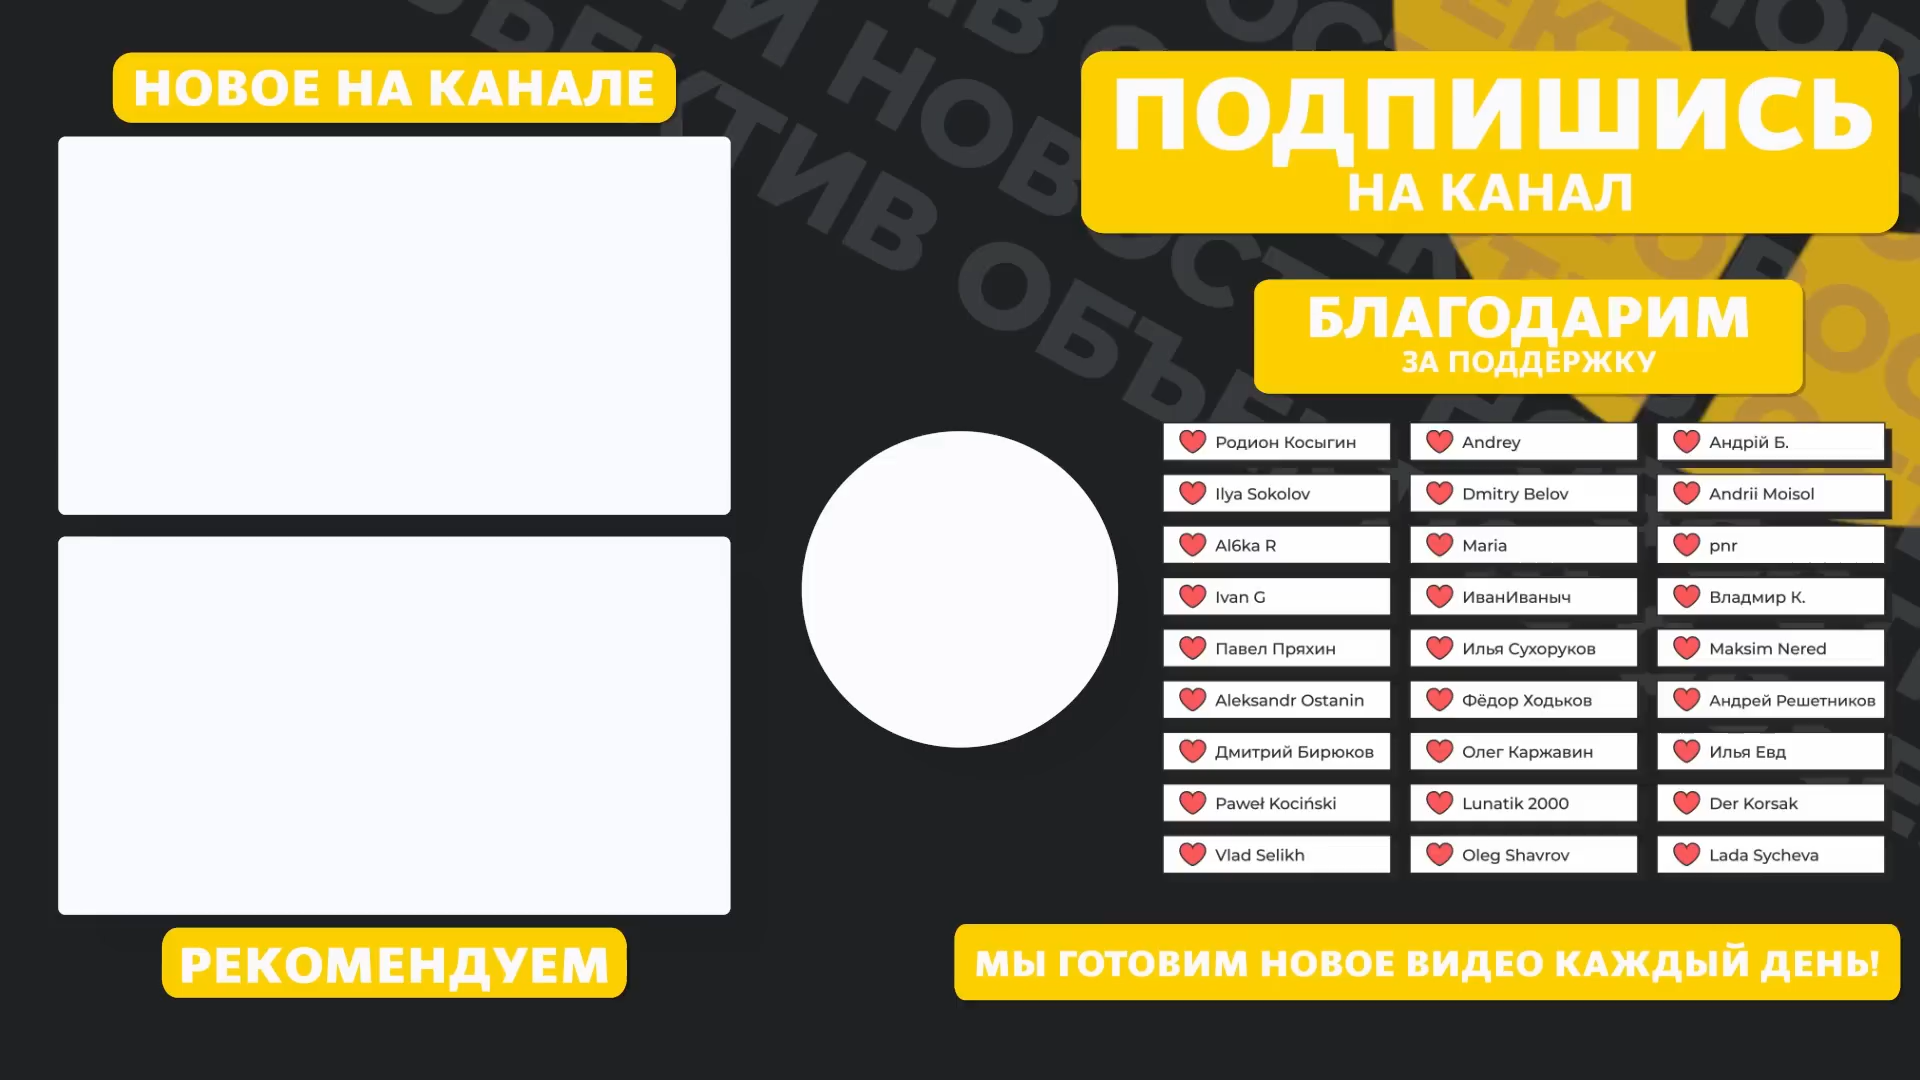 НОВОЕ НА КАНАЛЕ
РЕКОМЕНДУЕМ
ПОДПИШИСЬ
НА КАНАЛ
БЛАГОДАРИМ
ЗА ПОДДЕРЖКУ
Родион Косыгин
Andrey
Андрій Б.
Ilya Sokolov
Dmitry Belov
Andrii Moisol
Al6ka R
Maria
pnr
Ivan G
ИванИваныч
Владмир К.
Павел Пряхин
Илья Сухоруков
Maksim Nered
Aleksandr Ostanin
Фёдор Ходьков
Андрей Решетников
Дмитрий Бирюков
Олег Каржавин
Илья Евд
Paweł Kociński
Lunatik 2000
Der Korsak
Vlad Selikh
Oleg Shavrov
Lada Sycheva
МЫ ГОТОВИМ НОВОЕ ВИДЕО КАЖДЫЙ ДЕНЬ!